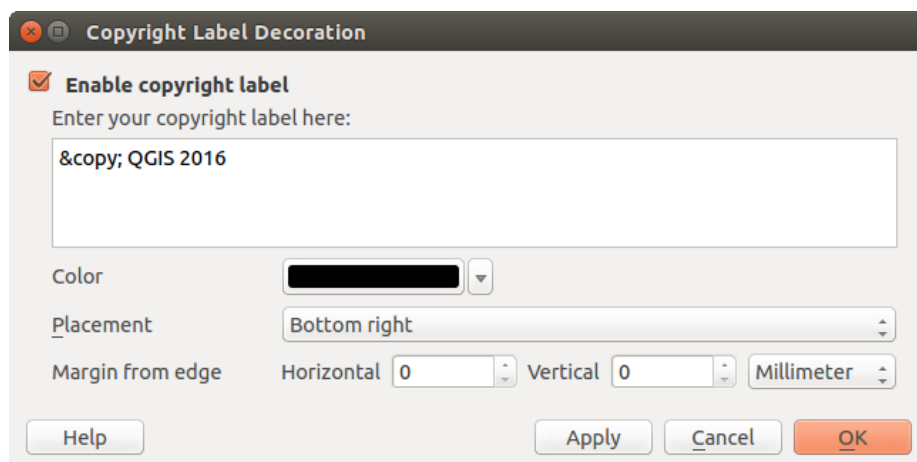 Copyright Label Decoration
Enable copyright label
Enter your copyright label here:
&copy; QGIS 2016
Color
Placement Bottom right
Margin from edge Horizontal 0 Vertical 0 Millimeter
Help Apply Cancel OK